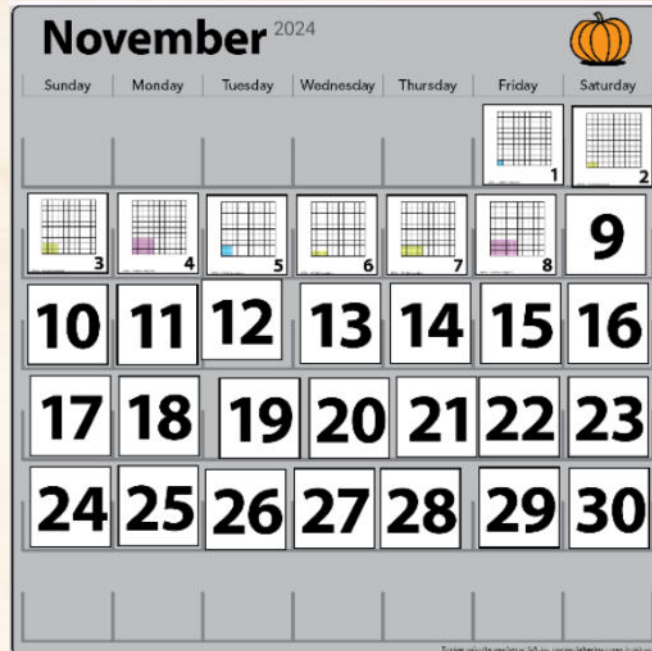 November 2024
Sunday Monday Tuesday Wednesday Thursday Friday Saturday
1 2
3 4 5 6 7 8 9
10 11 12 13 14 15 16
17 18 19 20 21 22 23
24 25 26 27 28 29 30